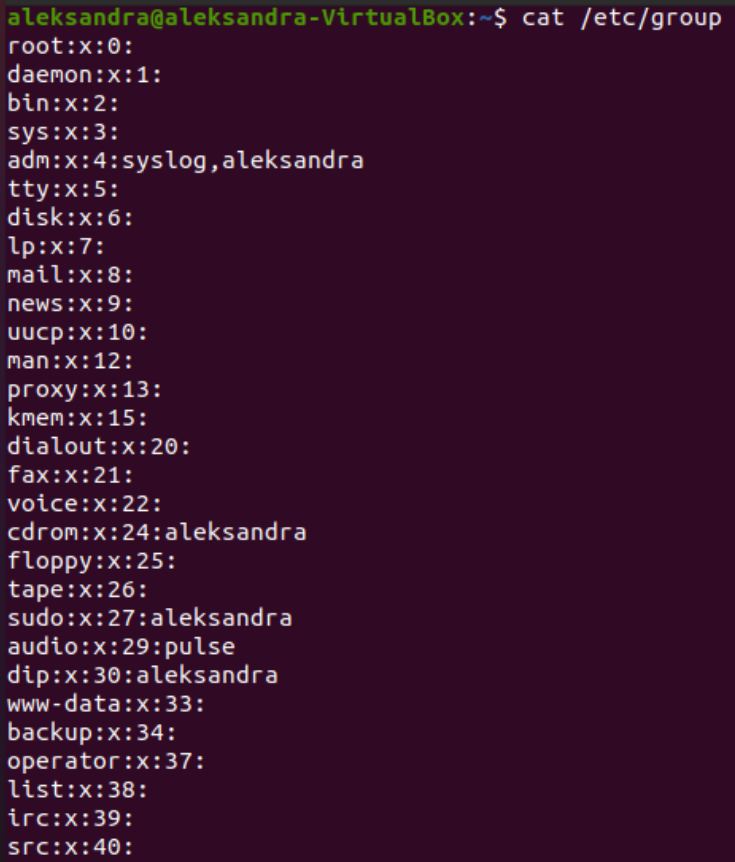 aleksandra@aleksandra-VirtualBox:~$ cat /etc/group
root:x:0:
daemon:x:1:
bin:x:2:
sys:x:3:
adm:x:4:syslog,aleksandra
tty:x:5:
disk:x:6:
lp:x:7:
mail:x:8:
news:x:9:
uucp:x:10:
man:x:12:
proxy:x:13:
kmem:x:15:
dialout:x:20:
fax:x:21:
voice:x:22:
cdrom:x:24:aleksandra
floppy:x:25:
tape:x:26:
sudo:x:27:aleksandra
audio:x:29:pulse
dip:x:30:aleksandra
www-data:x:33:
backup:x:34:
operator:x:37:
list:x:38:
irc:x:39:
src:x:40: